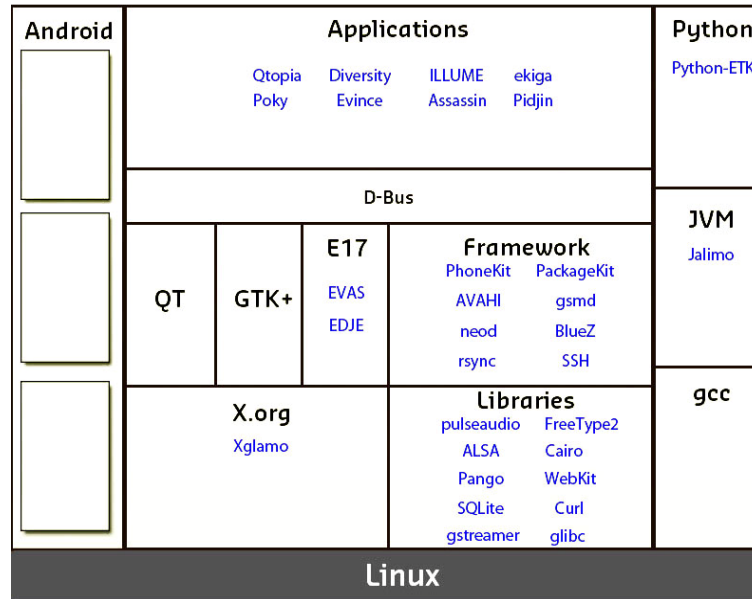 Android
Applications
Qtopia Diversity ILLUME ekiga
Poky Evince Assassin Pidjin
Python
Python-ETK
D-Bus
QT
GTK+
E17
EVAS
EDJE
Framework
PhoneKit PackageKit
AVAHI gsmd
neod BlueZ
rsync SSH
JVM
Jalimo
X.org
Xglamo
Libraries
pulseaudio FreeType2
ALSA Cairo
Pango WebKit
SQLite Curl
gstreamer glibc
gcc
Linux